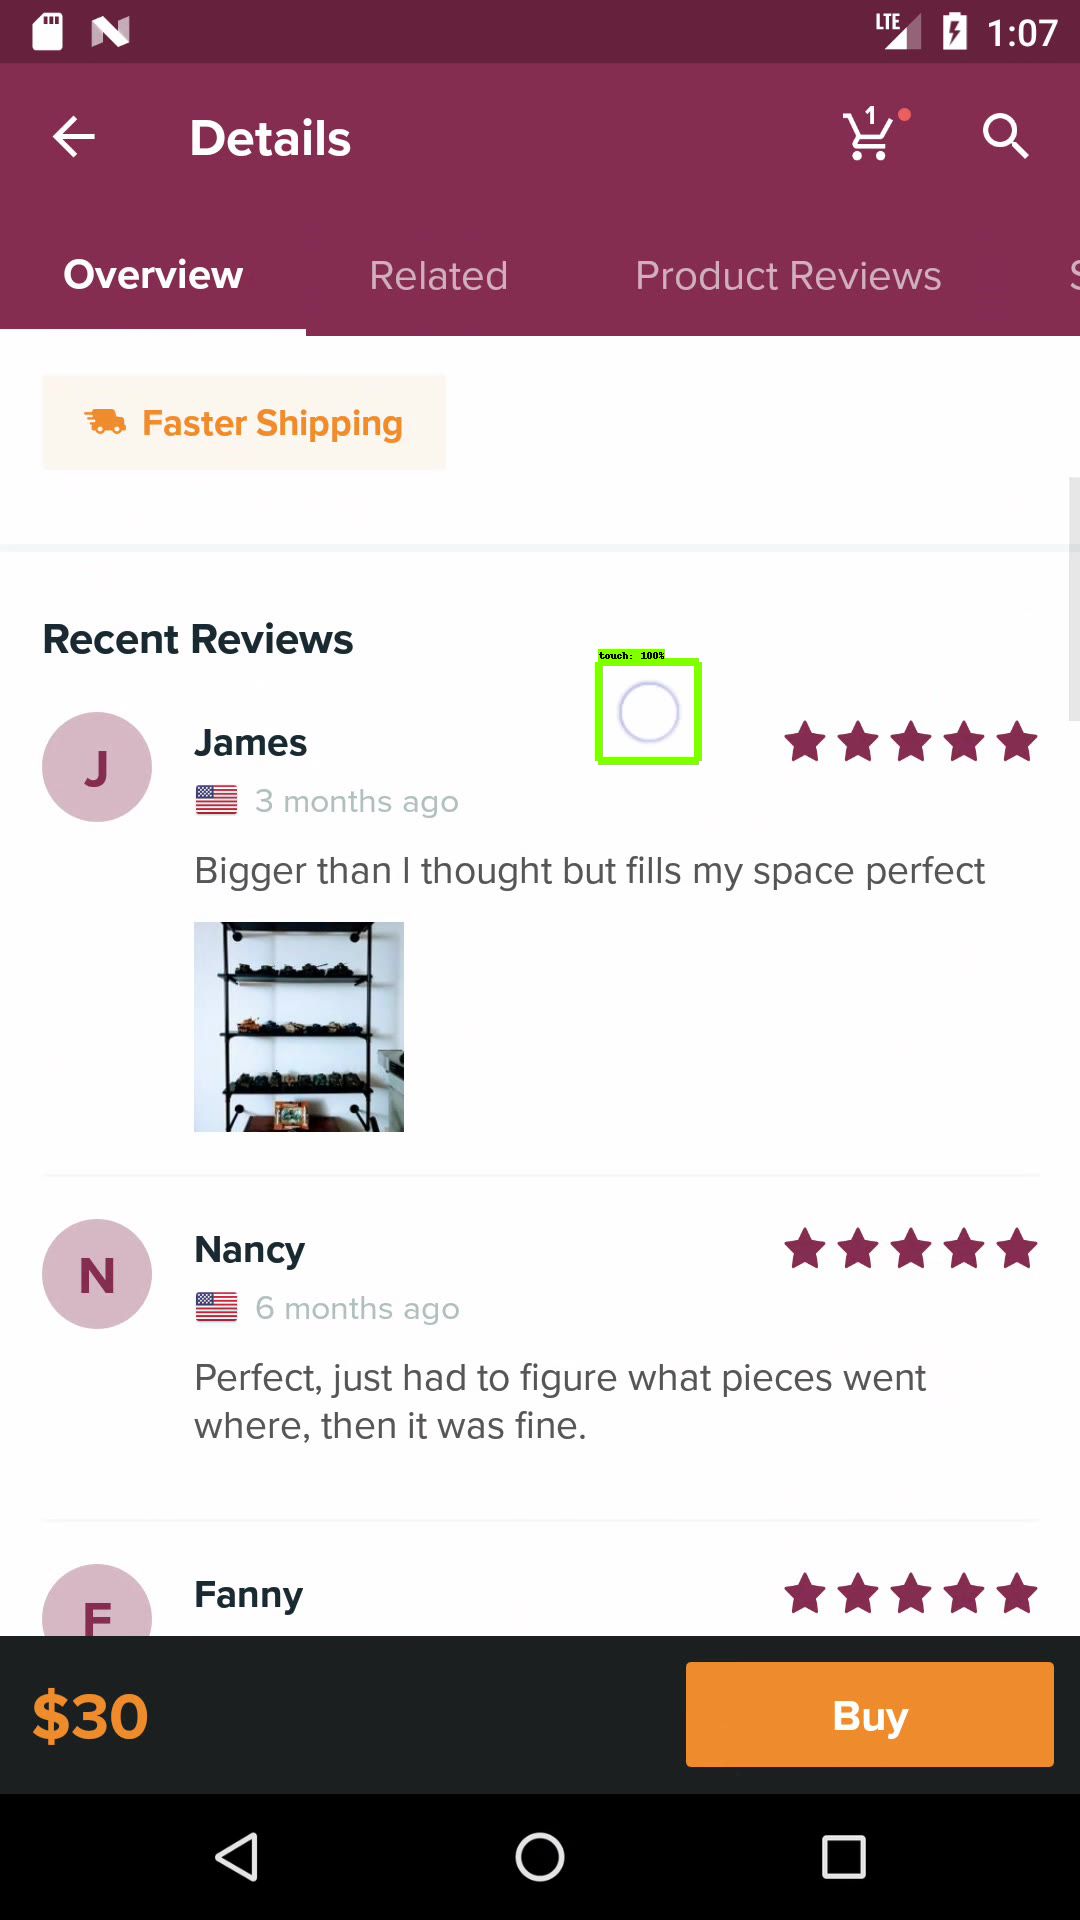 LTE 1:07
Details 1
Overview Related Product Reviews S
Faster Shipping
Recent Reviews
touch: 100%
J James
3 months ago
Bigger than I thought but fills my space perfect
N Nancy
6 months ago
Perfect, just had to figure what pieces went
where, then it was fine.
F Fanny
$30 Buy